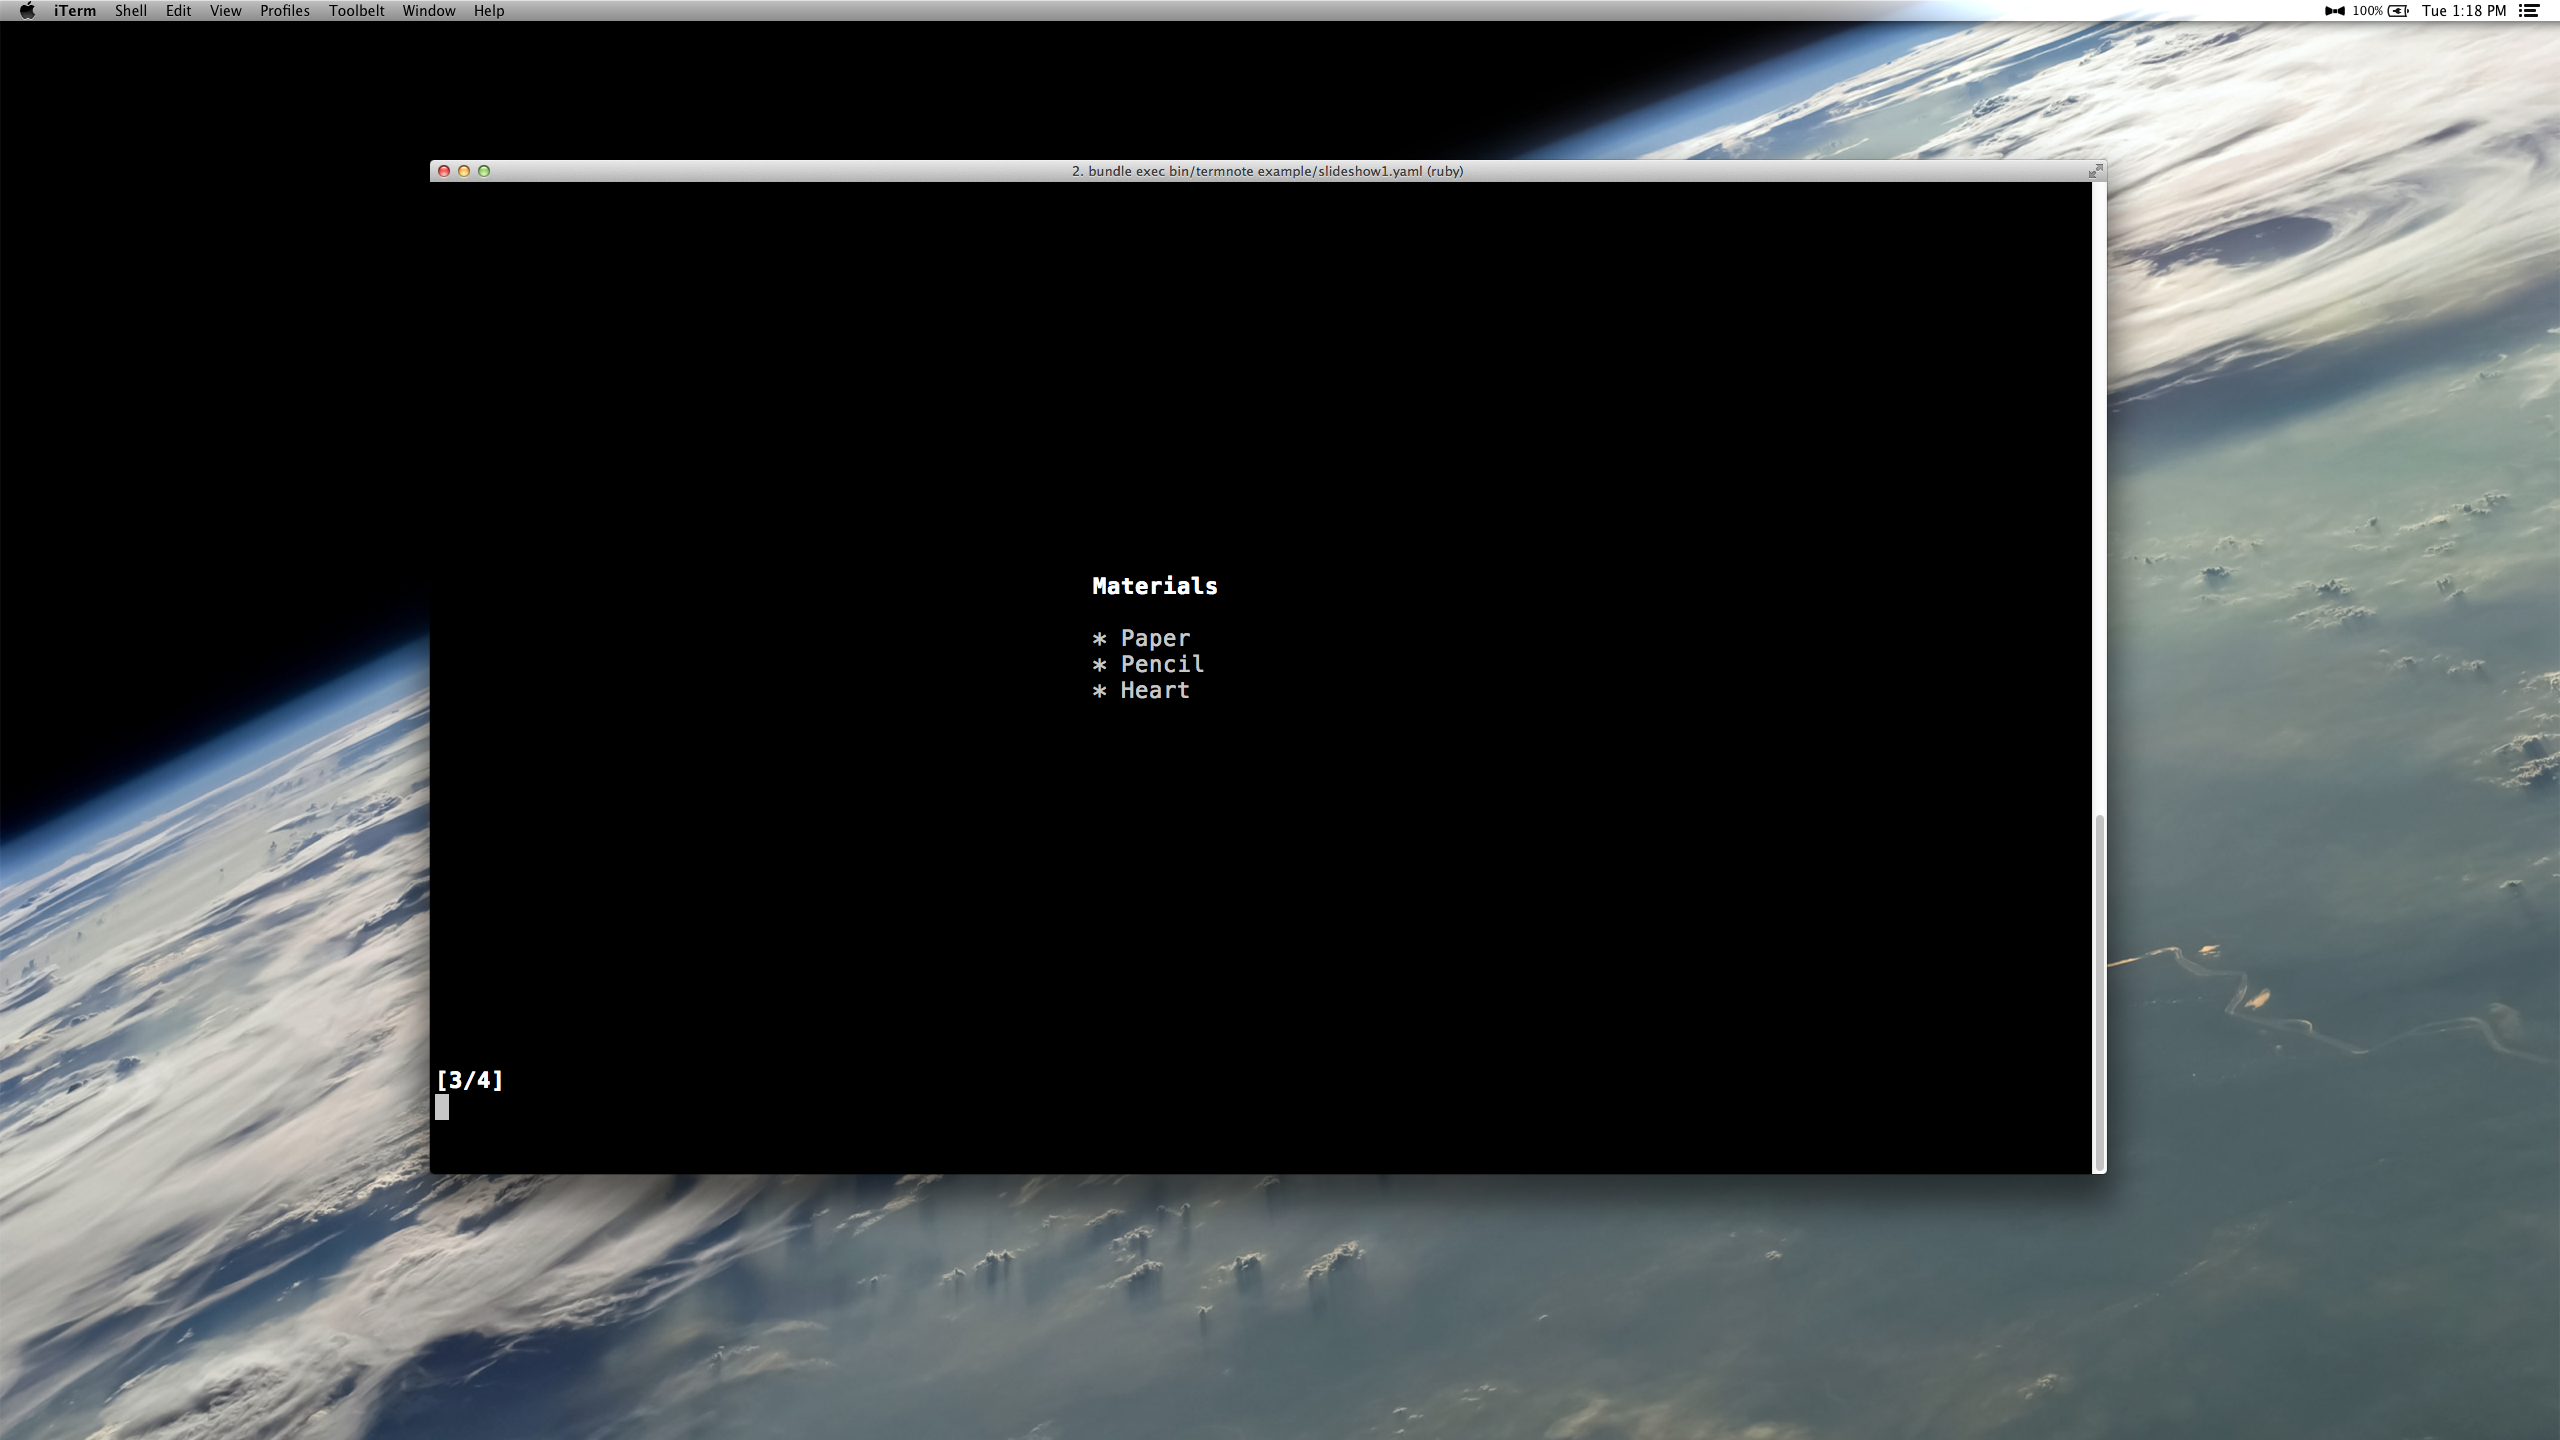 iTerm Shell Edit View Profiles Toolbelt Window Help 100% Tue 1:18 PM
2. bundle exec bin/termnote example/slideshow1.yaml (ruby)
Materials
* Paper
* Pencil
* Heart
[3/4]